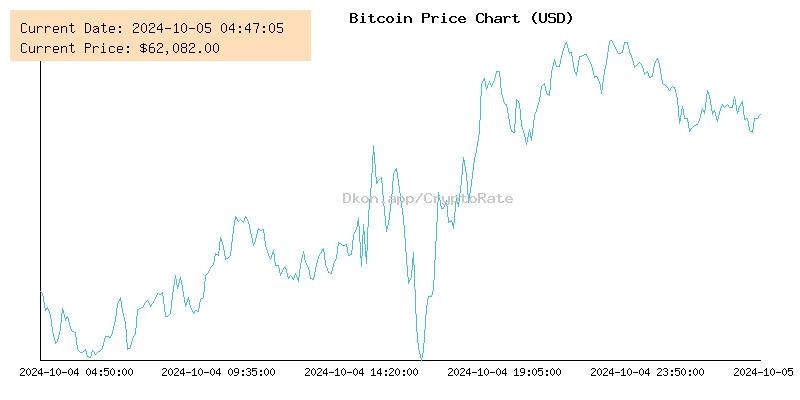 Bitcoin Price Chart (USD)
Current Date: 2024-10-05 04:47:05
Current Price: $62,082.00
Dkon.app/CryptoRate
2024-10-04 04:50:00 2024-10-04 09:35:00 2024-10-04 14:20:00 2024-10-04 19:05:00 2024-10-04 23:50:00 2024-10-05